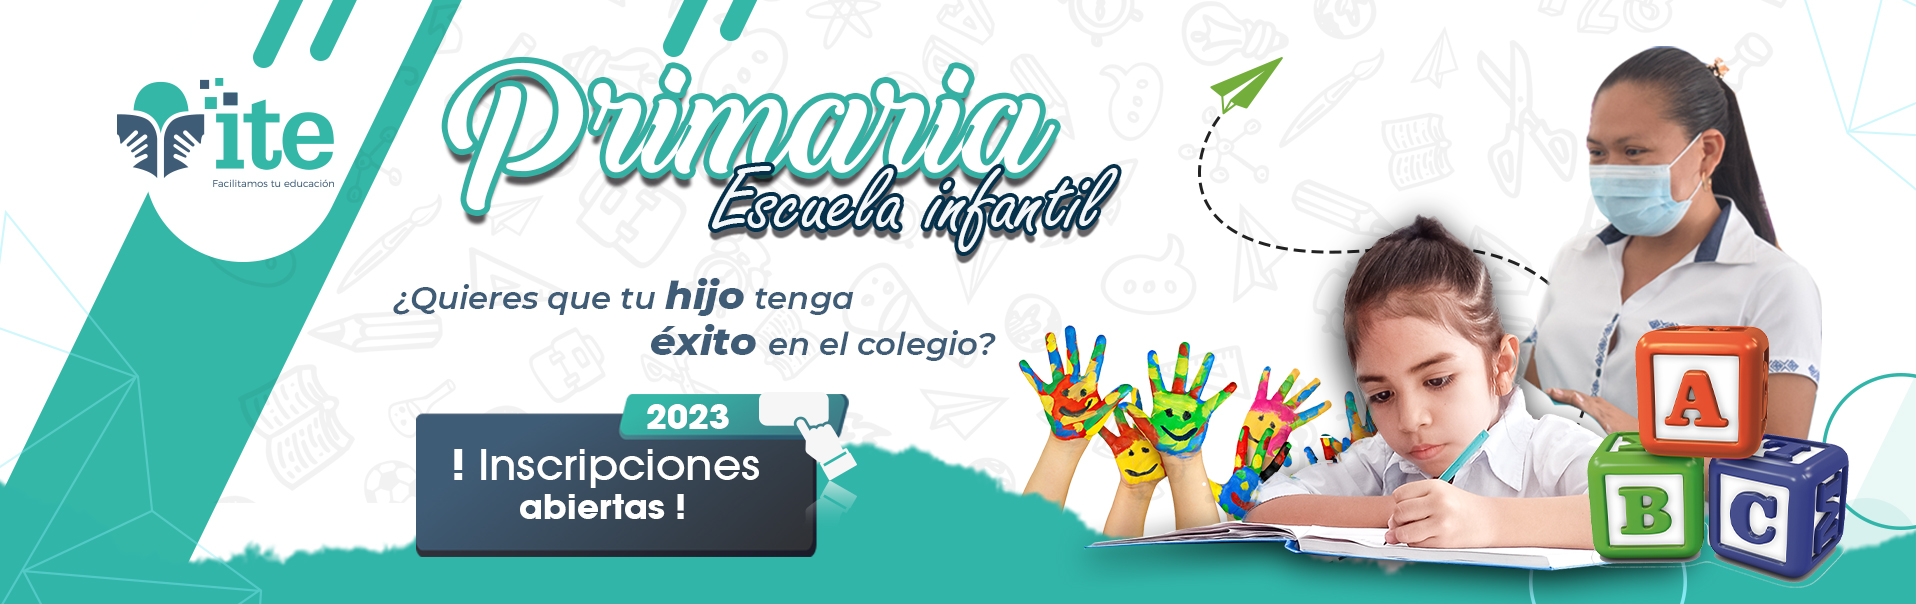 ite
Facilitamos tu educación
Primaria
Escuela infantil
¿Quieres que tu hijo tenga
éxito en el colegio?
2023
! Inscripciones
abiertas !
A
B
C